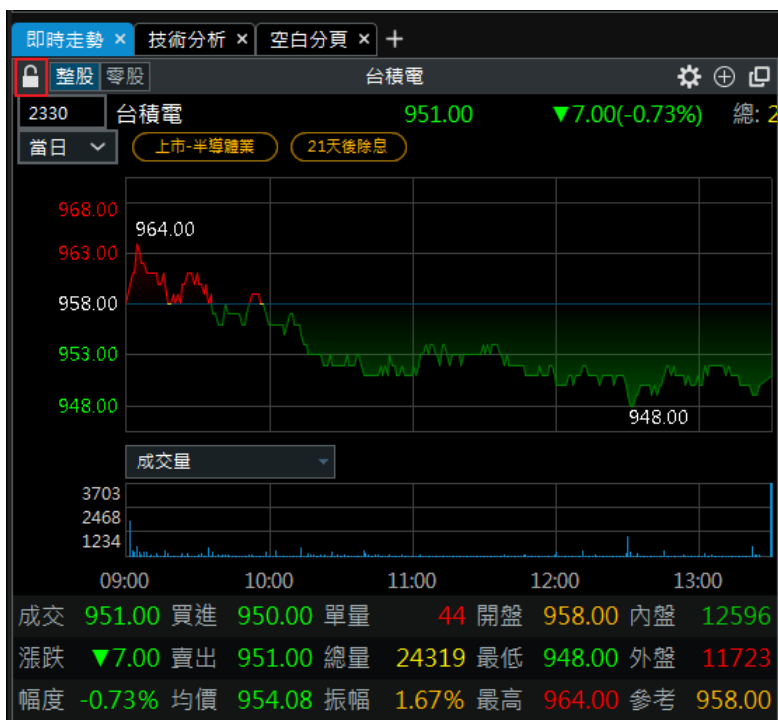 即時走勢 × 技術分析 × 空白分頁 × +
整股 零股 台積電
2330 台積電 951.00 ▼7.00(-0.73%) 總: 2
當日 上市-半導體業 21天後除息
968.00
964.00
963.00
958.00
953.00
948.00
948.00
成交量
3703
2468
1234
09:00 10:00 11:00 12:00 13:00
成交 951.00 買進 950.00 單量 44 開盤 958.00 內盤 12596
漲跌 ▼7.00 賣出 951.00 總量 24319 最低 948.00 外盤 11723
幅度 -0.73% 均價 954.08 振幅 1.67% 最高 964.00 參考 958.00